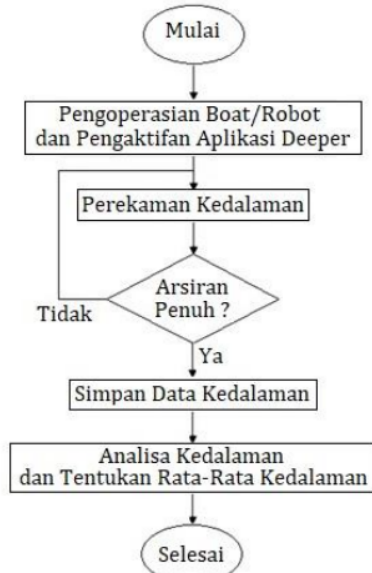 Mulai
Pengoperasian Boat/Robot
dan Pengaktifan Aplikasi Deeper
Perekaman Kedalaman
Arsiran
Penuh ?
Tidak
Ya
Simpan Data Kedalaman
Analisa Kedalaman
dan Tentukan Rata-Rata Kedalaman
Selesai